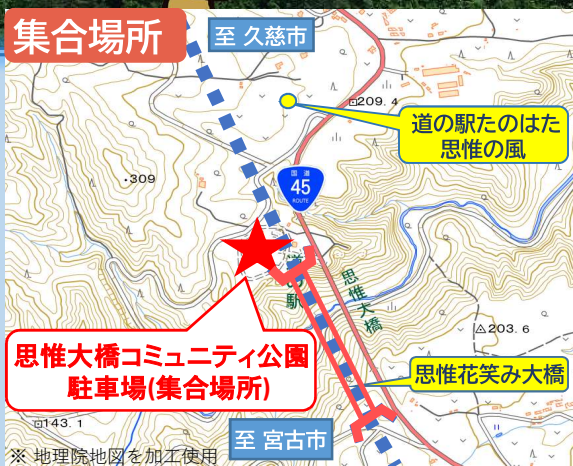 集合場所
至 久慈市
209.4
道の駅たのはた
思惟の風
国道
45
ROUTE
309
道の駅
思惟大橋
203.6
思惟大橋コミュニティ公園
駐車場(集合場所)
思惟花笑み大橋
143.1
至 宮古市
※ 地理院地図を加工使用